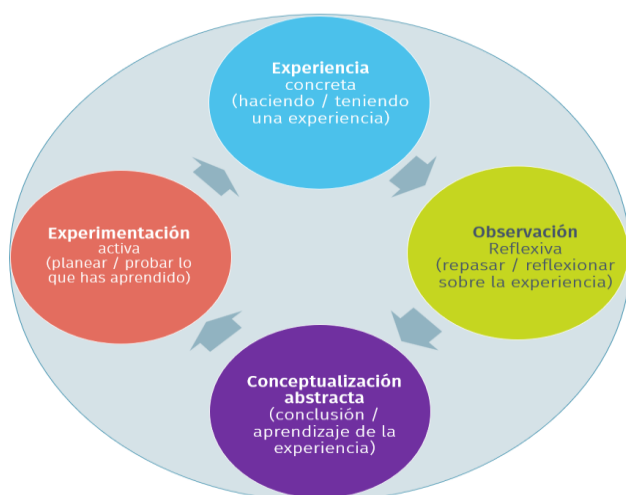 Experiencia
concreta
(haciendo / teniendo
una experiencia)
Observación
Reflexiva
(repasar / reflexionar
sobre la experiencia)
Conceptualización
abstracta
(conclusión /
aprendizaje de la
experiencia)
Experimentación
activa
(planear / probar lo
que has aprendido)